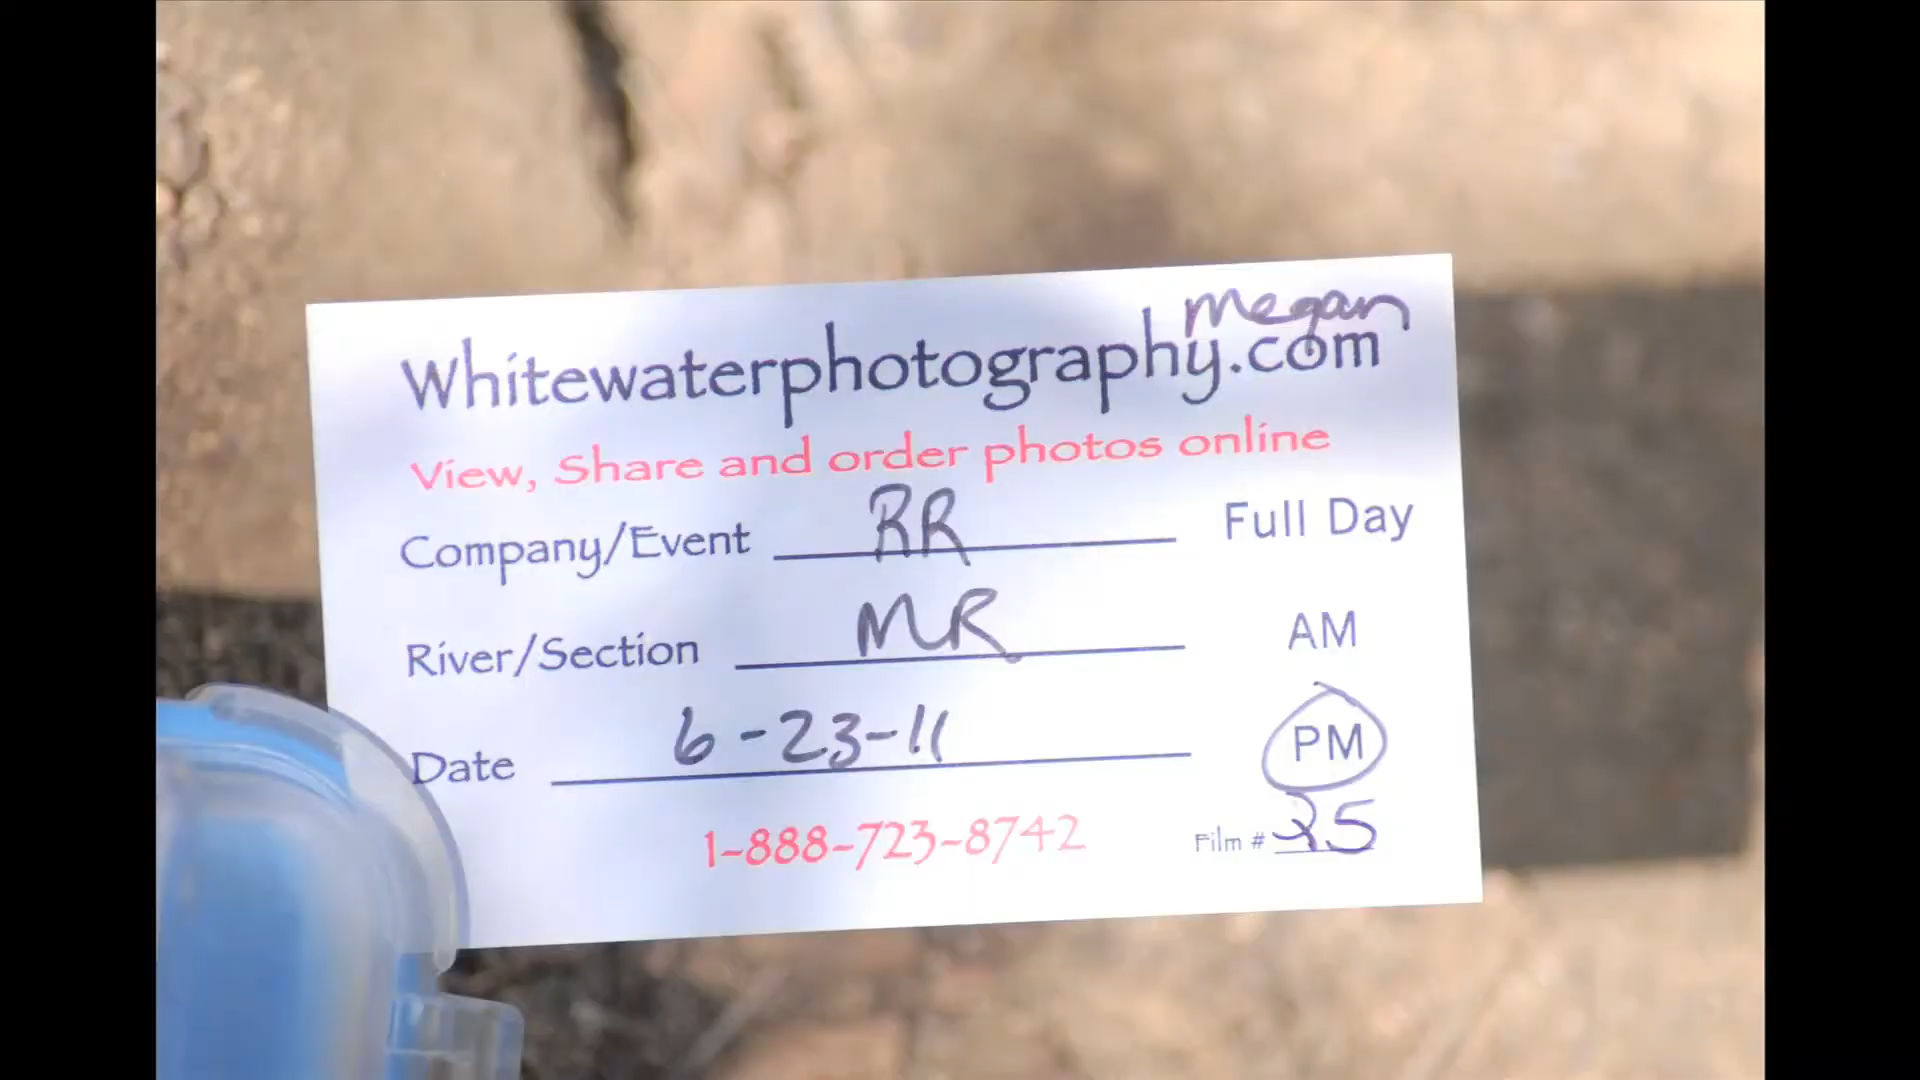 Megan
Whitewaterphotography.com
View, Share and order photos online
Company/Event RR Full Day
River/Section MR AM
Date 6-23-11 PM
1-888-723-8742 Film # 25